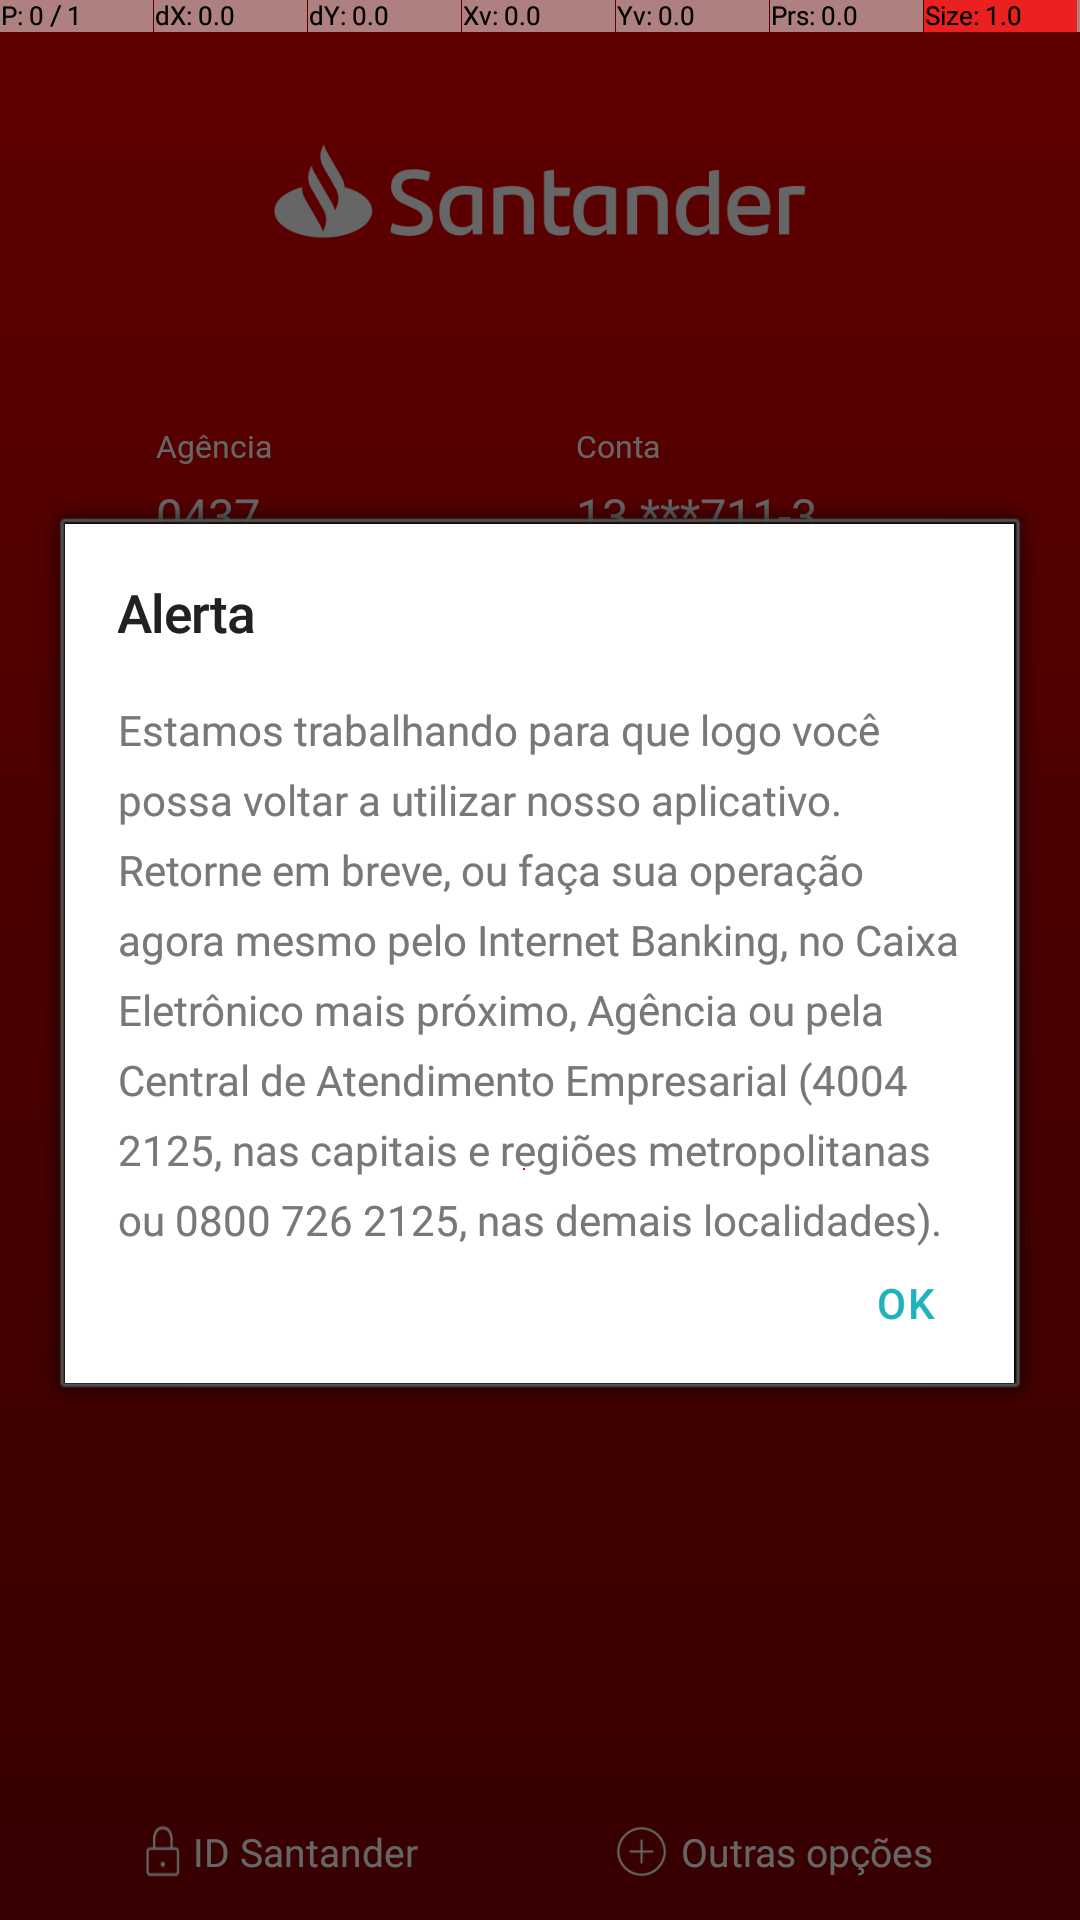 P: 0 / 1 dX: 0.0 dY: 0.0 Xv: 0.0 Yv: 0.0 Prs: 0.0 Size: 1.0
Santander
Agência Conta
0437 13.***711-3
Alerta
Estamos trabalhando para que logo você
possa voltar a utilizar nosso aplicativo.
Retorne em breve, ou faça sua operação
agora mesmo pelo Internet Banking, no Caixa
Eletrônico mais próximo, Agência ou pela
Central de Atendimento Empresarial (4004
2125, nas capitais e regiões metropolitanas
ou 0800 726 2125, nas demais localidades).
OK
ID Santander Outras opções